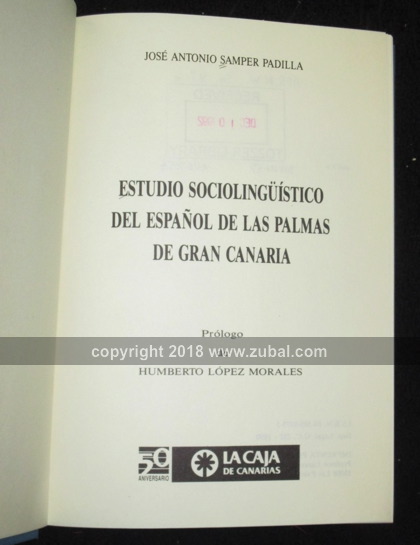 JOSÉ ANTONIO SAMPER PADILLA
ESTUDIO SOCIOLINGÜÍSTICO
DEL ESPAÑOL DE LAS PALMAS
DE GRAN CANARIA
Prólogo
copyright 2018 www.zubal.com
HUMBERTO LÓPEZ MORALES
50 ANIVERSARIO
LA CAJA
DE CANARIAS